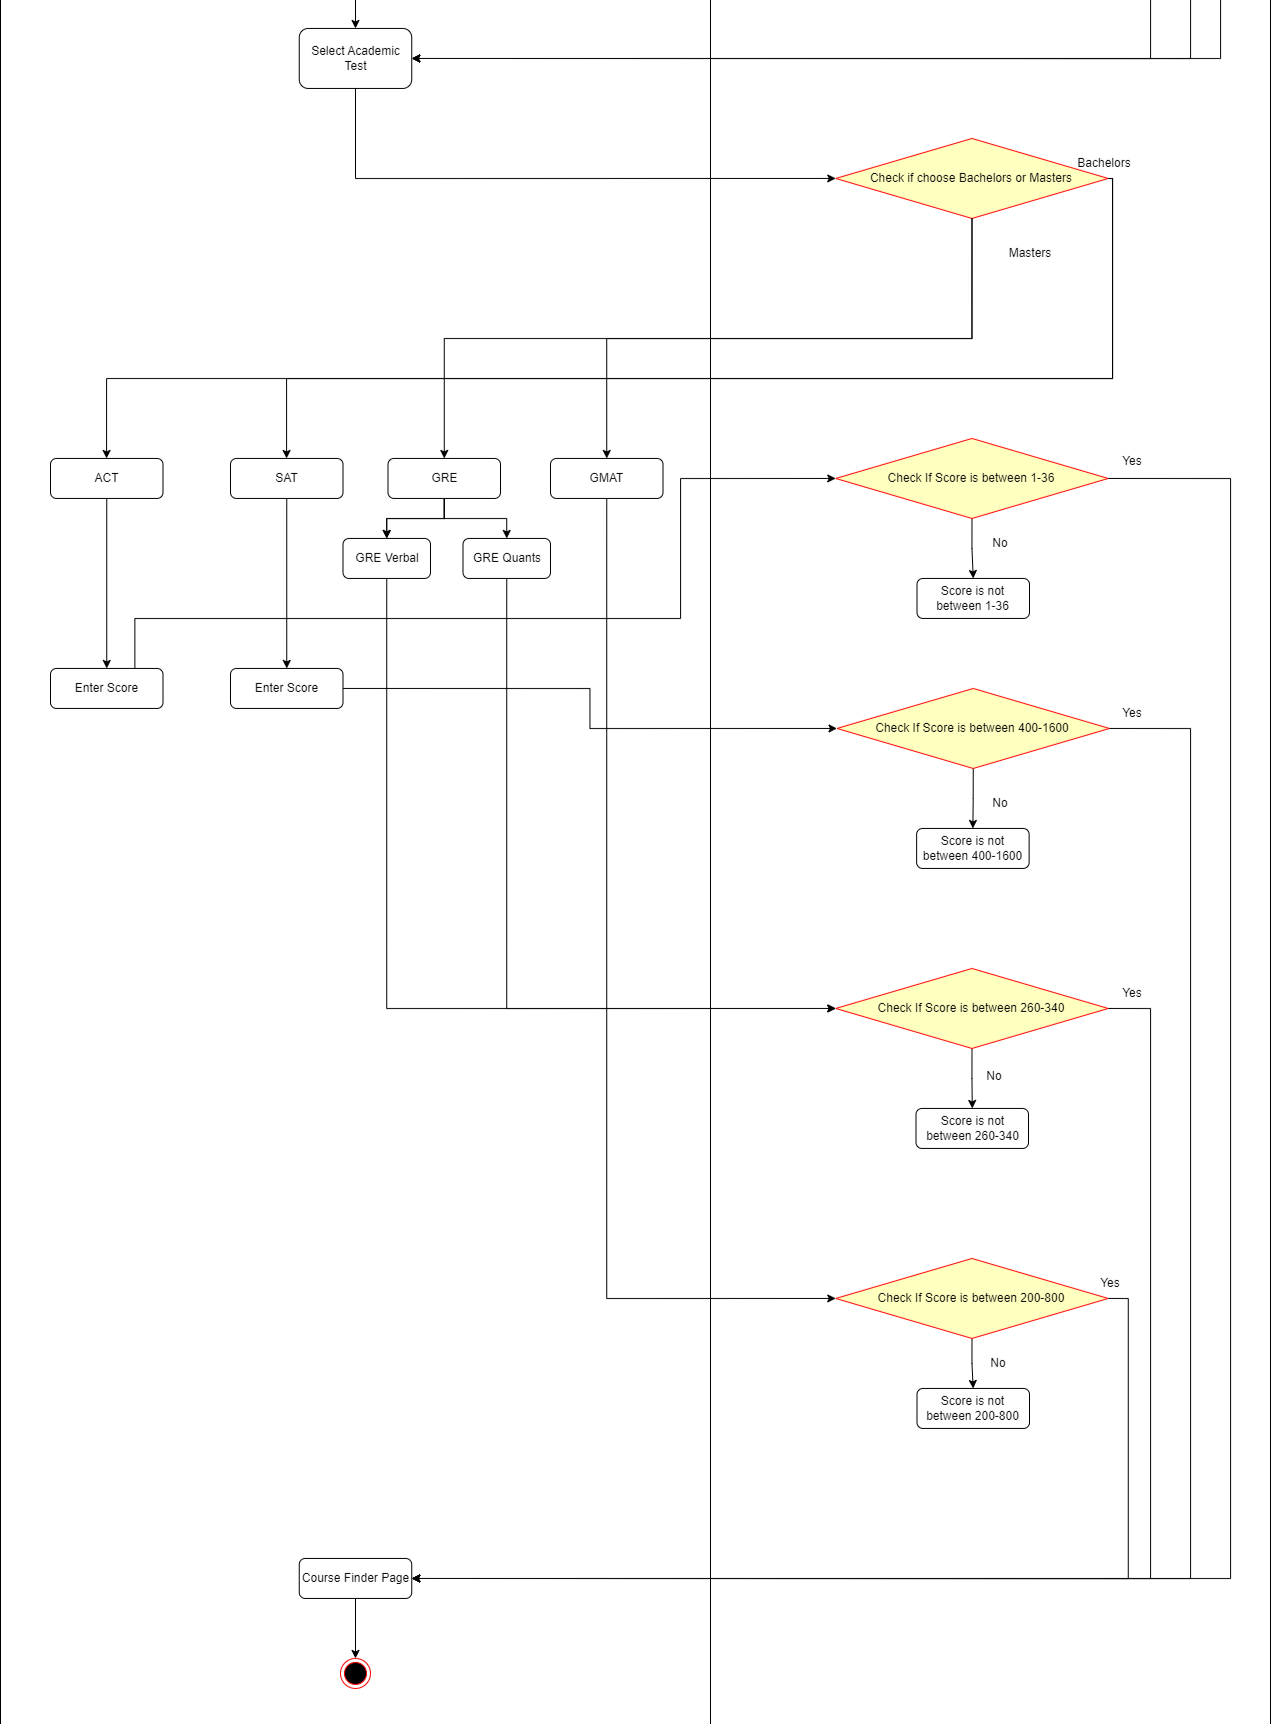 Select Academic
Test
Bachelors
Check if choose Bachelors or Masters
Masters
ACT
SAT
GRE
GMAT
Yes
Check If Score is between 1-36
No
GRE Verbal
GRE Quants
Score is not
between 1-36
Enter Score
Enter Score
Yes
Check If Score is between 400-1600
No
Score is not
between 400-1600
Yes
Check If Score is between 260-340
No
Score is not
between 260-340
Yes
Check If Score is between 200-800
No
Score is not
between 200-800
Course Finder Page